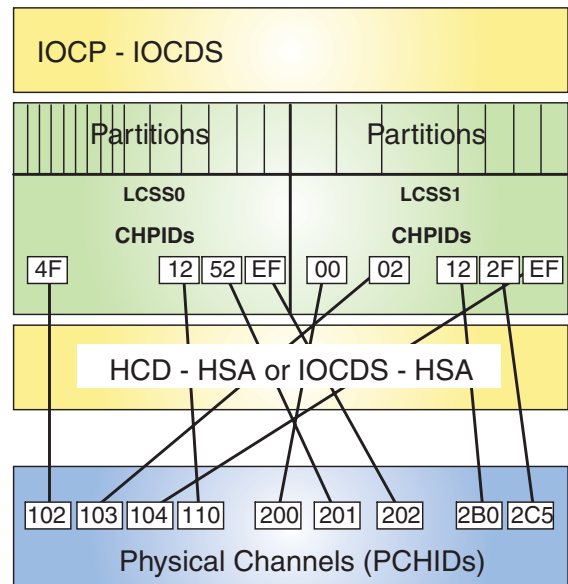 IOCP - IOCDS
Partitions Partitions
LCSS0 LCSS1
CHPIDs CHPIDs
4F 12 52 EF 00 02 12 2F EF
HCD - HSA or IOCDS - HSA
102 103 104 110 200 201 202 2B0 2C5
Physical Channels (PCHIDs)